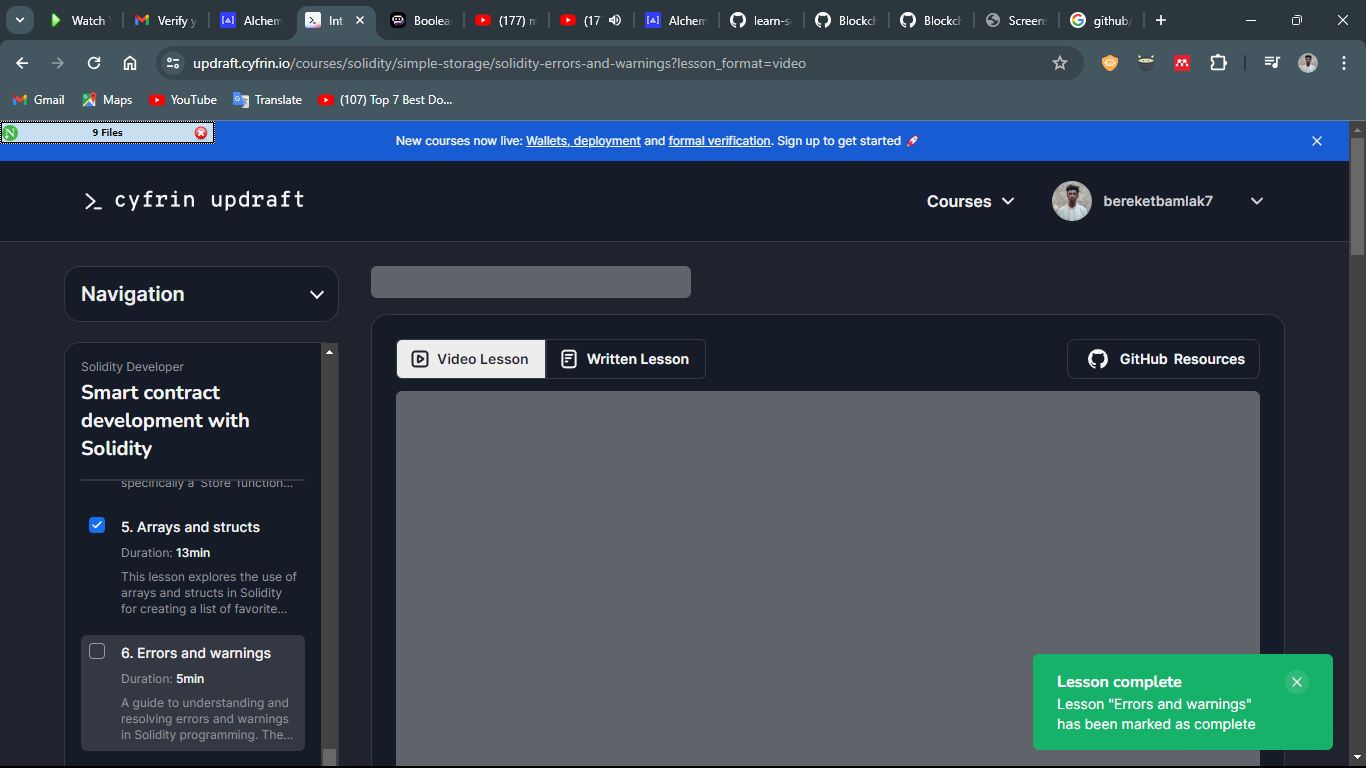 Watch
Verify y
Alchem
Int
Boolea
(177) m
(17
Alchem
learn-s
Blockch
Blockch
Screen
github/
updraft.cyfrin.io/courses/solidity/simple-storage/solidity-errors-and-warnings?lesson_format=video
Gmail
Maps
YouTube
Translate
(107) Top 7 Best Do...
9 Files
New courses now live: Wallets, deployment and formal verification. Sign up to get started 🚀
>_ cyfrin updraft
Courses
bereketbamlak7
Navigation
Video Lesson
Written Lesson
GitHub Resources
Solidity Developer
Smart contract
development with
Solidity
specifically a 'Store' function...
5. Arrays and structs
Duration: 13min
This lesson explores the use of
arrays and structs in Solidity
for creating a list of favorite...
6. Errors and warnings
Duration: 5min
A guide to understanding and
resolving errors and warnings
in Solidity programming. The...
Lesson complete
Lesson "Errors and warnings"
has been marked as complete